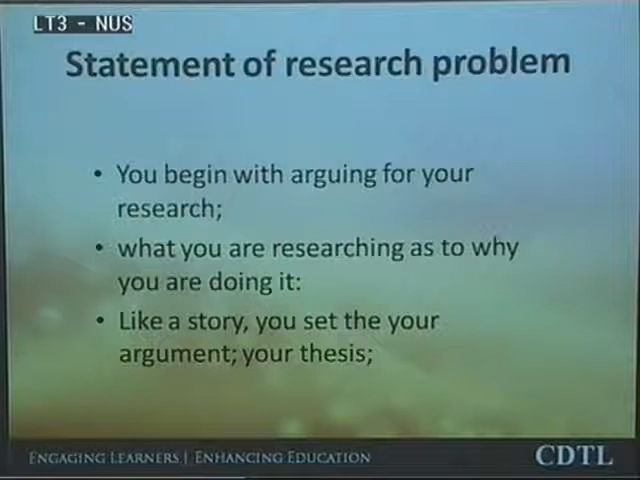 LT3 - NUS
Statement of research problem
• You begin with arguing for your
research;
• what you are researching as to why
you are doing it:
• Like a story, you set the your
argument; your thesis;
ENGAGING LEARNERS | ENHANCING EDUCATION
CDTL